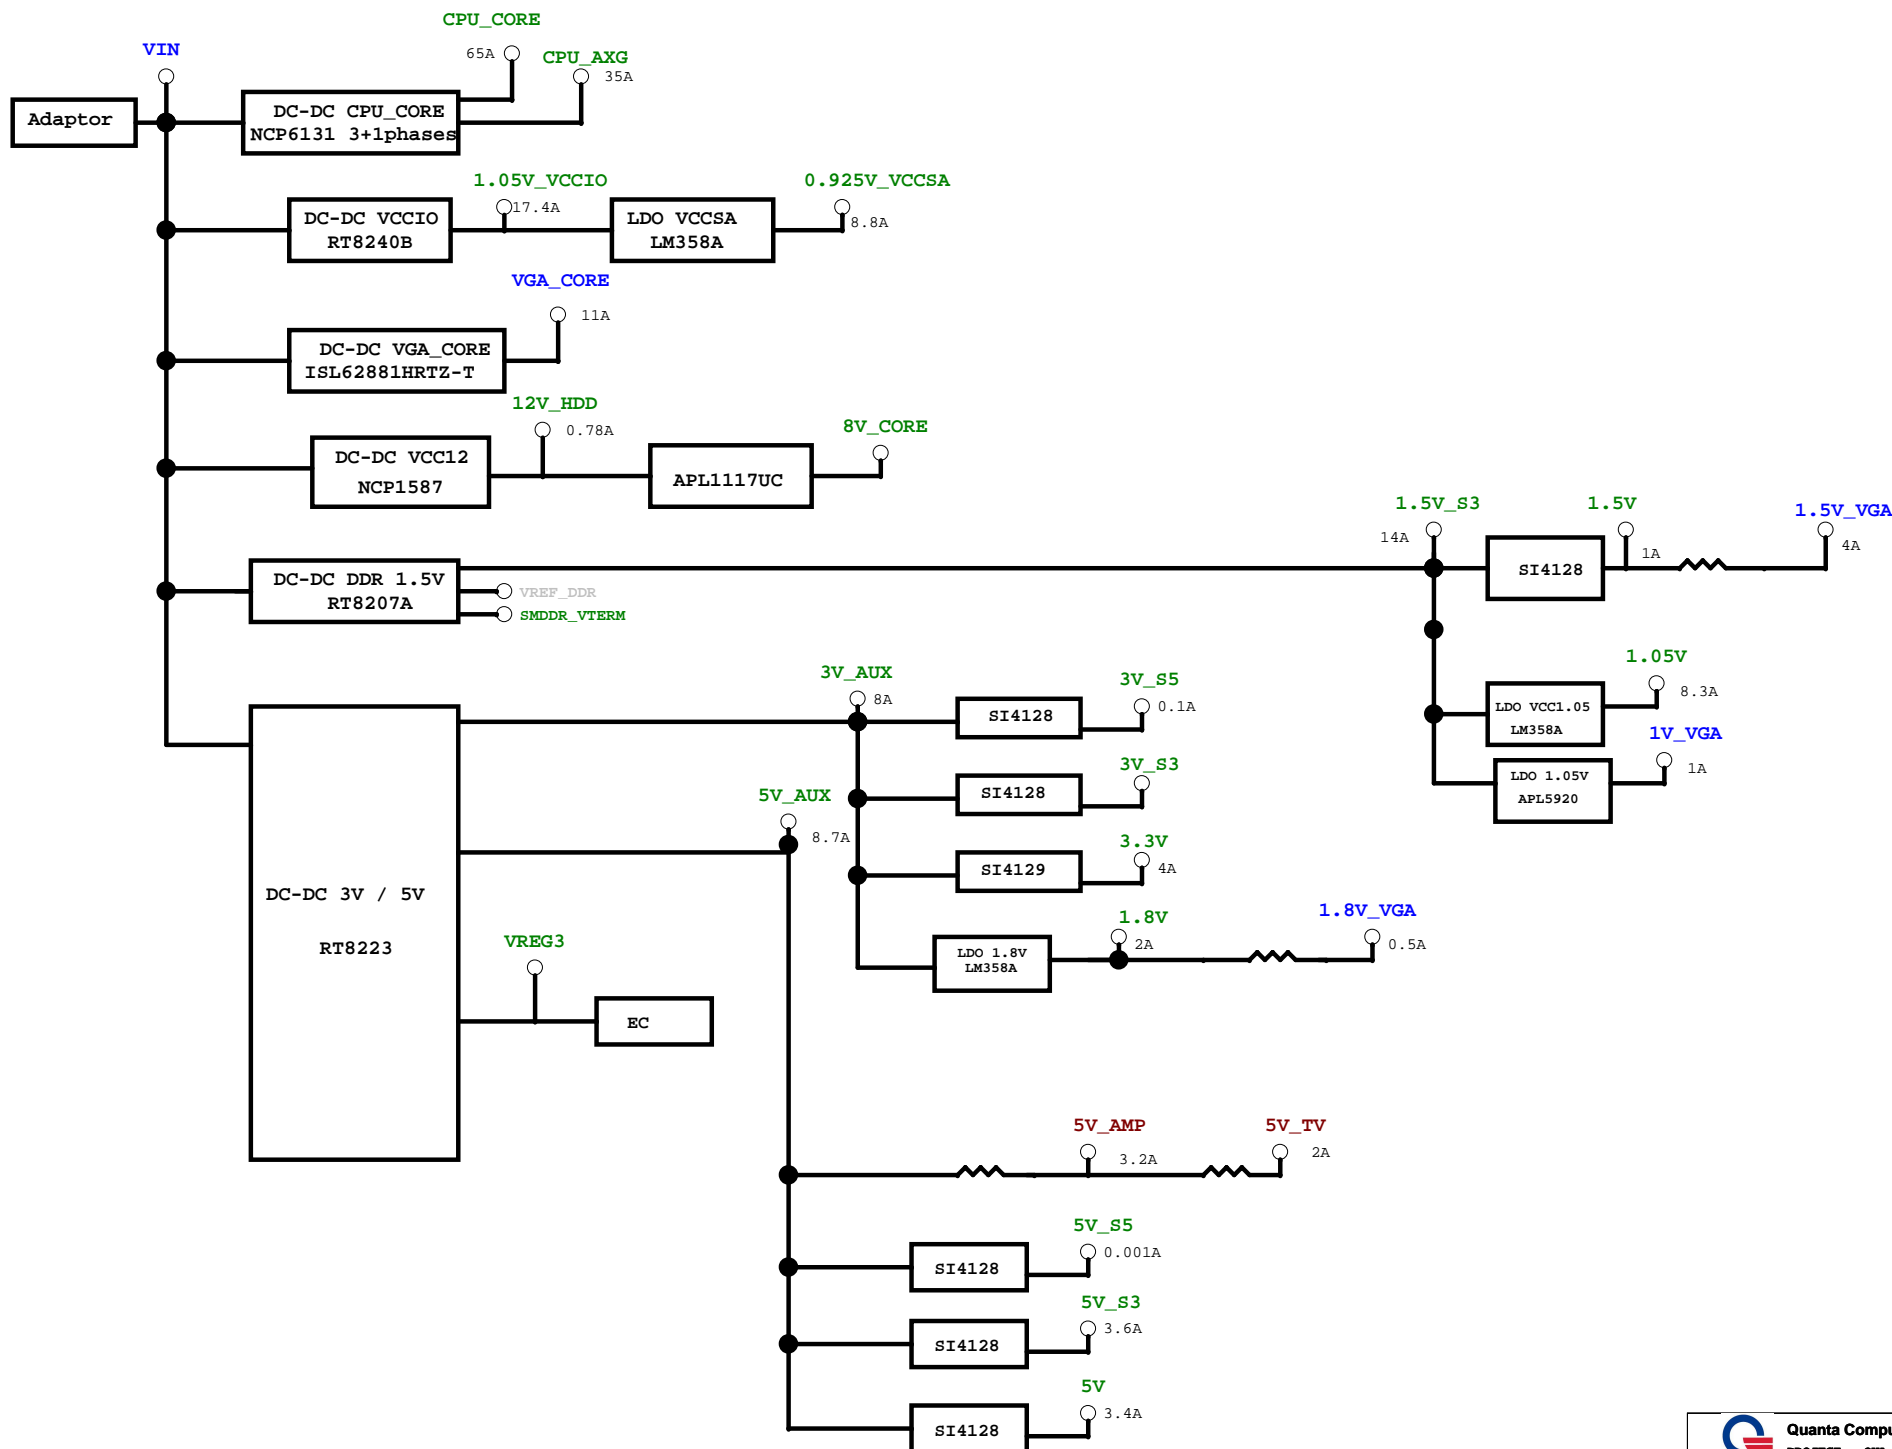 CPU_CORE
VIN
65A
CPU_AXG
35A
Adaptor
DC-DC CPU_CORE
NCP6131 3+1phases
1.05V_VCCIO
17.4A
0.925V_VCCSA
8.8A
DC-DC VCCIO
RT8240B
LDO VCCSA
LM358A
VGA_CORE
11A
DC-DC VGA_CORE
ISL62881HRTZ-T
12V_HDD
0.78A
8V_CORE
DC-DC VCC12
NCP1587
APL1117UC
1.5V_S3
14A
1.5V
1A
1.5V_VGA
4A
SI4128
DC-DC DDR 1.5V
RT8207A
VREF_DDR
SMDDR_VTERM
1.05V
8.3A
LDO VCC1.05
LM358A
1V_VGA
1A
LDO 1.05V
APL5920
3V_AUX
8A
SI4128
3V_S5
0.1A
SI4128
3V_S3
5V_AUX
8.7A
SI4129
3.3V
4A
DC-DC 3V / 5V
RT8223
LDO 1.8V
LM358A
1.8V
2A
1.8V_VGA
0.5A
VREG3
EC
5V_AMP
3.2A
5V_TV
2A
5V_S5
0.001A
SI4128
5V_S3
3.6A
SI4128
5V
3.4A
SI4128
Quanta Compu